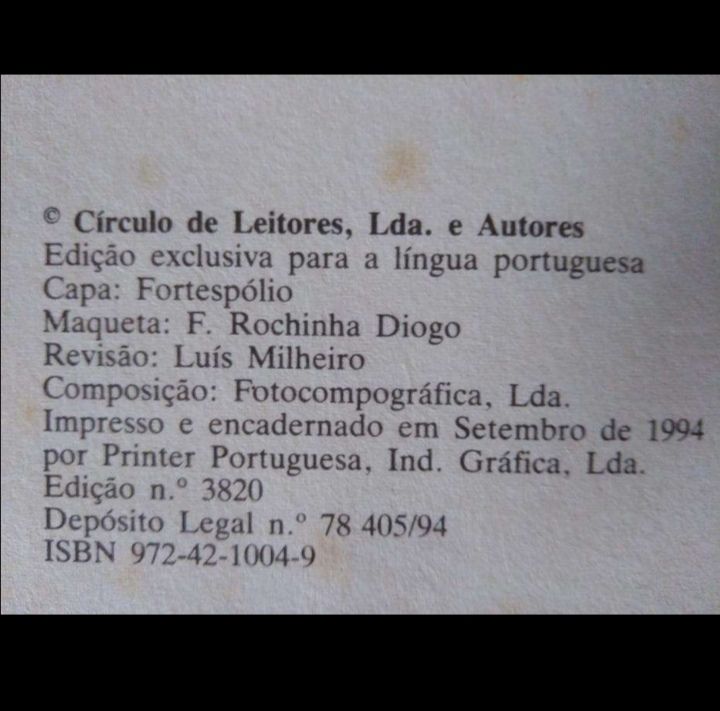 © Círculo de Leitores, Lda. e Autores
Edição exclusiva para a língua portuguesa
Capa: Fortespólio
Maqueta: F. Rochinha Diogo
Revisão: Luís Milheiro
Composição: Fotocompográfica, Lda.
Impresso e encadernado em Setembro de 1994
por Printer Portuguesa, Ind. Gráfica, Lda.
Edição n.º 3820
Depósito Legal n.º 78 405/94
ISBN 972-42-1004-9